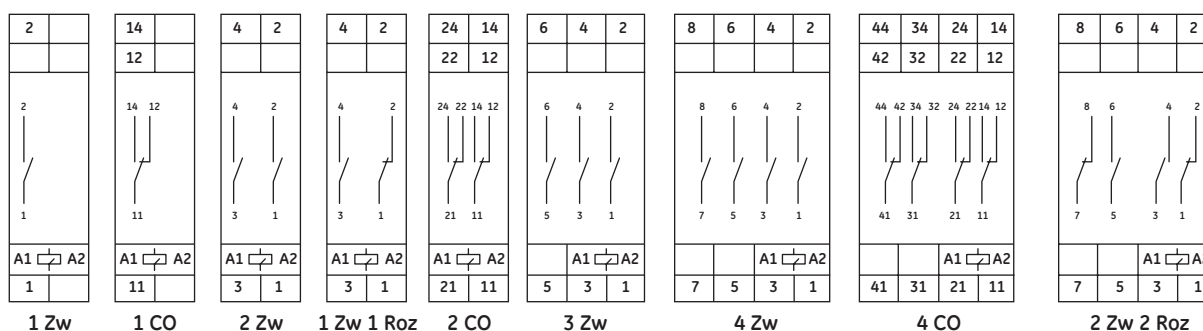 2 14 4 2 4 2 24 14 6 4 2 8 6 4 2 44 34 24 14 8 6 4 2
12 22 12 42 32 22 12
2 14 12 4 2 4 2 24 22 14 12 6 4 2 8 6 4 2 44 42 34 32 24 22 14 12 8 6 4 2
1 11 3 1 3 1 21 11 5 3 1 7 5 3 1 41 31 21 11 7 5 3 1
A1 A2 A1 A2 A1 A2 A1 A2 A1 A2 A1 A2 A1 A2 A1 A2 A1
1 11 3 1 3 1 21 11 5 3 1 7 5 3 1 41 31 21 11 7 5 3 1
1 Zw 1 CO 2 Zw 1 Zw 1 Roz 2 CO 3 Zw 4 Zw 4 CO 2 Zw 2 Roz